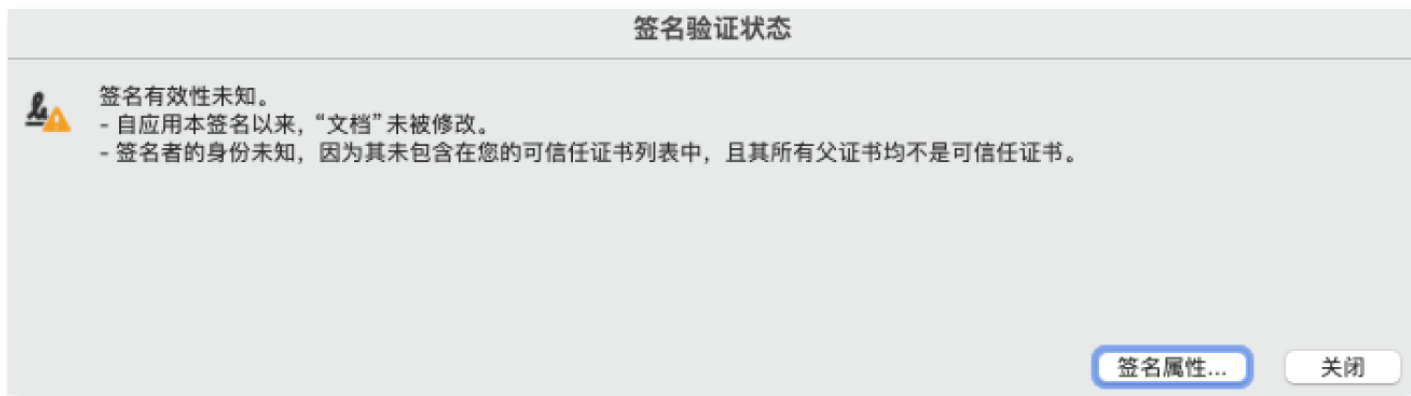 签名验证状态
签名有效性未知。
- 自应用本签名以来，“文档”未被修改。
- 签名者的身份未知，因为其未包含在您的可信任证书列表中，且其所有父证书均不是可信任证书。
签名属性...
关闭